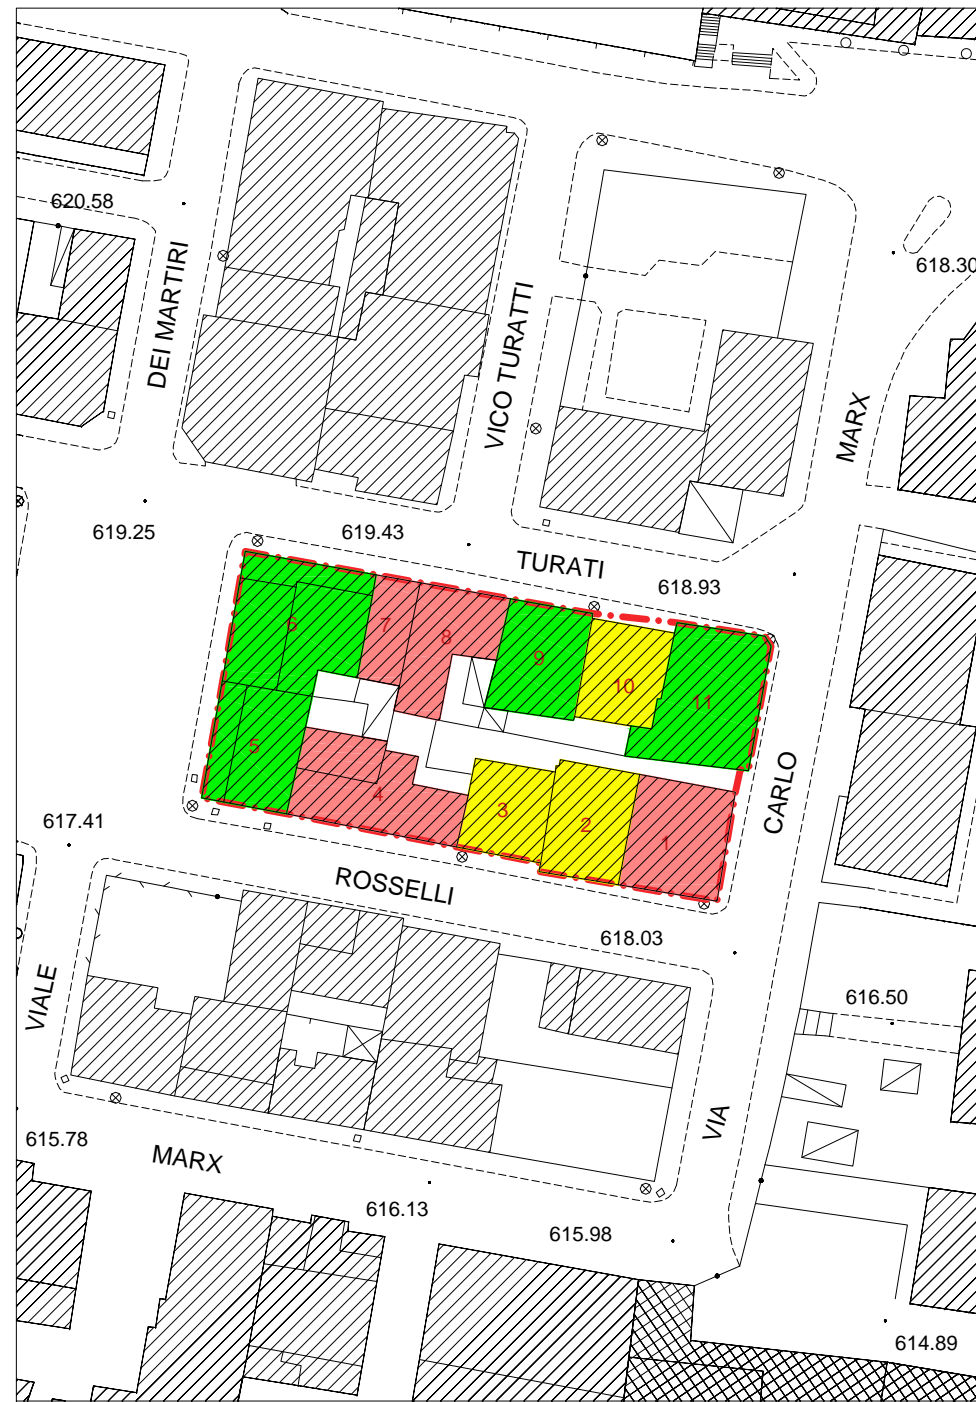 620.58
618.30
DEI MARTIRI
VICO TURATTI
MARX
619.25
619.43
TURATI
618.93
6
7
8
9
10
11
5
4
3
2
1
CARLO
617.41
ROSSELLI
618.03
VIALE
616.50
VIA
615.78
MARX
616.13
615.98
614.89